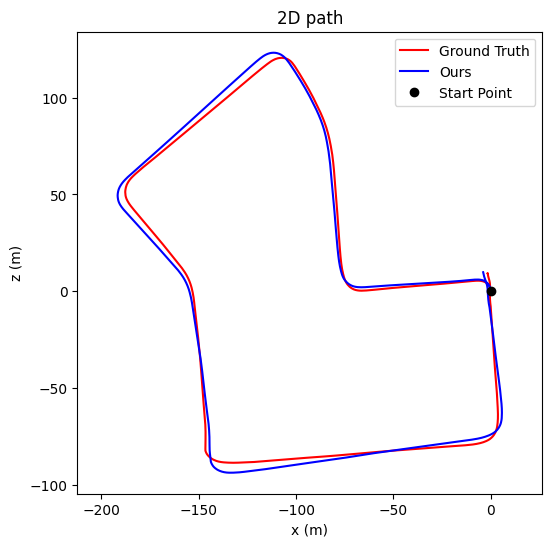 2D path
Ground Truth
Ours
Start Point
z (m)
100
50
0
−50
−100
−200
−150
−100
−50
0
x (m)